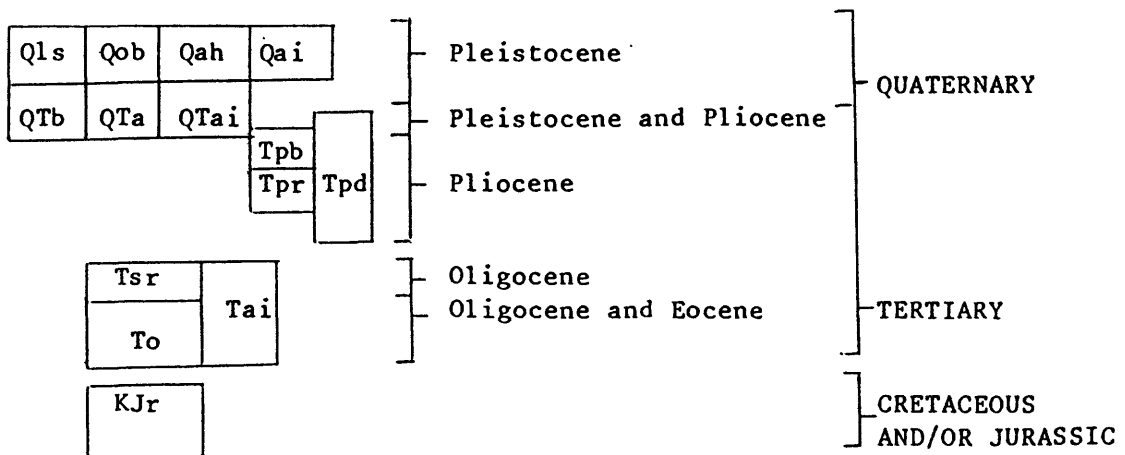 Qls Qob Qah Qai Pleistocene
QUATERNARY
QTb QTa QTai Pleistocene and Pliocene
Tpb
Tpr Tpd Pliocene
Tsr Oligocene
Tai Oligocene and Eocene TERTIARY
To
KJr CRETACEOUS
AND/OR JURASSIC